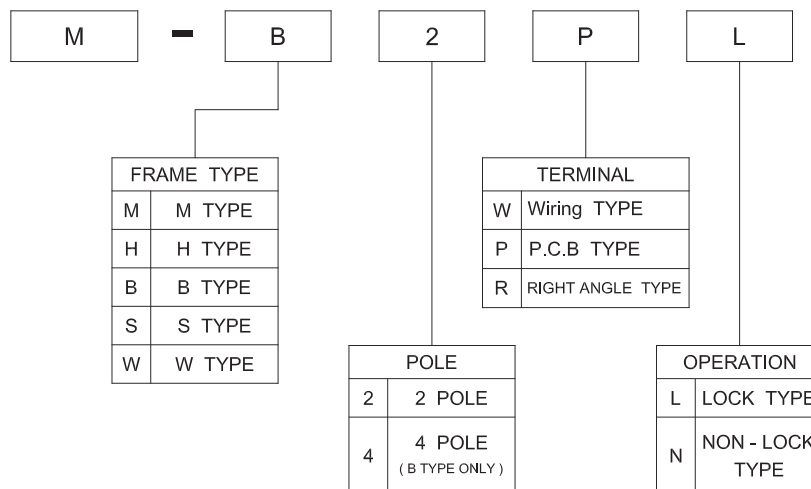 M - B 2 P L
FRAME TYPE
M M TYPE
H H TYPE
B B TYPE
S S TYPE
W W TYPE
POLE
2 2 POLE
4 4 POLE
( B TYPE ONLY )
TERMINAL
W Wiring TYPE
P P.C.B TYPE
R RIGHT ANGLE TYPE
OPERATION
L LOCK TYPE
N NON - LOCK
TYPE